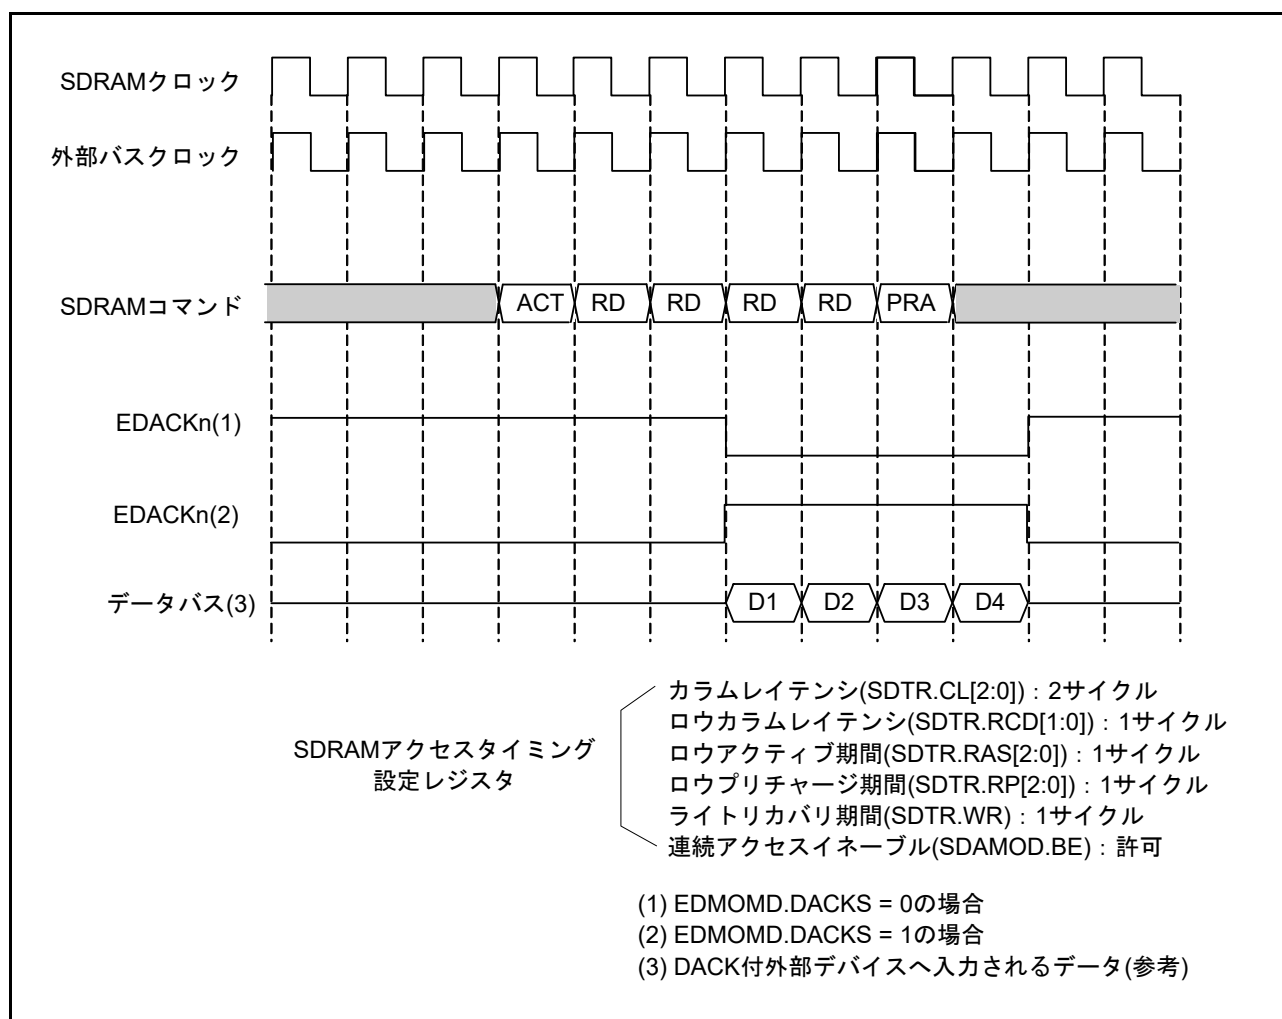 SDRAMクロック
外部バスクロック
SDRAMコマンド
ACT RD RD RD RD PRA
EDACKn(1)
EDACKn(2)
データバス(3)
D1 D2 D3 D4
SDRAMアクセスタイミング
設定レジスタ
カラムレイテンシ(SDTR.CL[2:0])：2サイクル
ロウカラムレイテンシ(SDTR.RCD[1:0])：1サイクル
ロウアクティブ期間(SDTR.RAS[2:0])：1サイクル
ロウプリチャージ期間(SDTR.RP[2:0])：1サイクル
ライトリカバリ期間(SDTR.WR)：1サイクル
連続アクセスイネーブル(SDAMOD.BE)：許可
(1) EDMOMD.DACKS = 0の場合
(2) EDMOMD.DACKS = 1の場合
(3) DACK付外部デバイスへ入力されるデータ(参考)